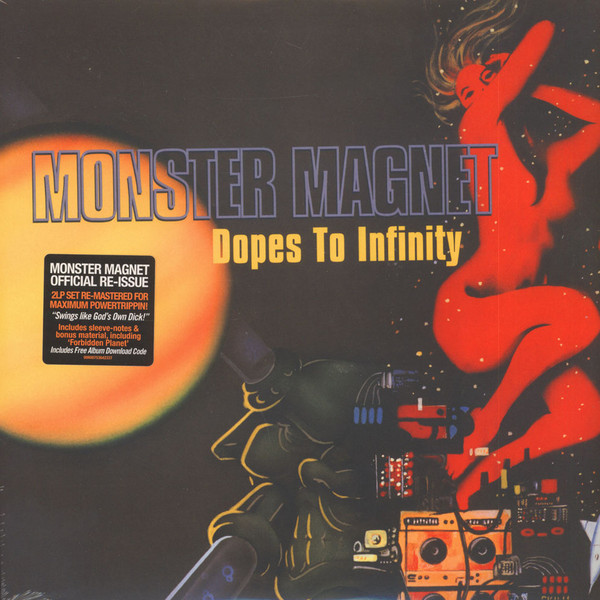 MONSTER MAGNET
Dopes To Infinity
MONSTER MAGNET
OFFICIAL RE-ISSUE
2LP SET RE-MASTERED FOR
MAXIMUM POWERTRIPPIN!
"Swings like God's Own Dick!"
Includes sleeve-notes &
bonus material, including
'Forbidden Planet'
Includes Free Album Download Code